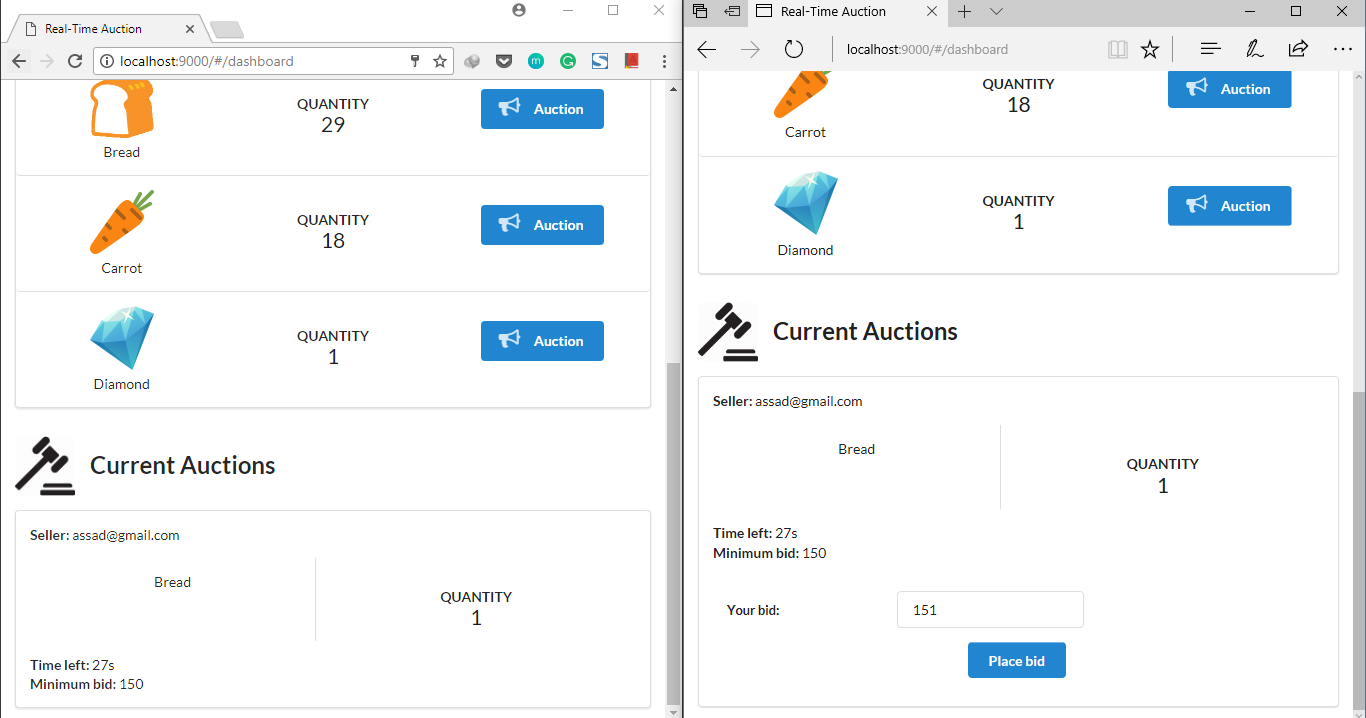 Real-Time Auction
localhost:9000/#/dashboard
QUANTITY
29
Auction
Bread
QUANTITY
18
Auction
Carrot
QUANTITY
1
Auction
Diamond
Current Auctions
Seller: assad@gmail.com
Bread
QUANTITY
1
Time left: 27s
Minimum bid: 150
Real-Time Auction
localhost:9000/#/dashboard
QUANTITY
18
Auction
Carrot
QUANTITY
1
Auction
Diamond
Current Auctions
Seller: assad@gmail.com
Bread
QUANTITY
1
Time left: 27s
Minimum bid: 150
Your bid:
151
Place bid